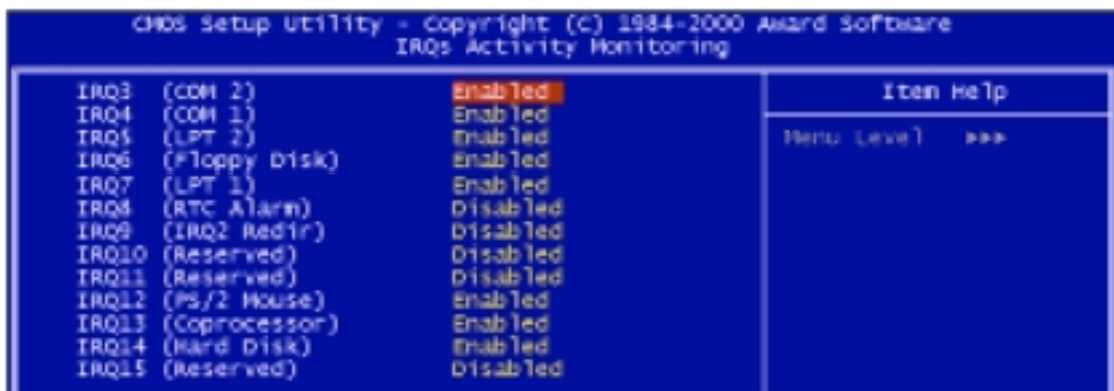 CMOS Setup Utility - Copyright (C) 1984-2000 Award Software
IRQs Activity Monitoring
IRQ3 (COM 2) Enabled
IRQ4 (COM 1) Enabled
IRQ5 (LPT 2) Enabled
IRQ6 (Floppy Disk) Enabled
IRQ7 (LPT 1) Enabled
IRQ8 (RTC Alarm) Disabled
IRQ9 (IRQ2 Redir) Disabled
IRQ10 (Reserved) Disabled
IRQ11 (Reserved) Disabled
IRQ12 (PS/2 Mouse) Enabled
IRQ13 (Coprocessor) Enabled
IRQ14 (Hard Disk) Enabled
IRQ15 (Reserved) Disabled
Item Help
Menu Level ►►►